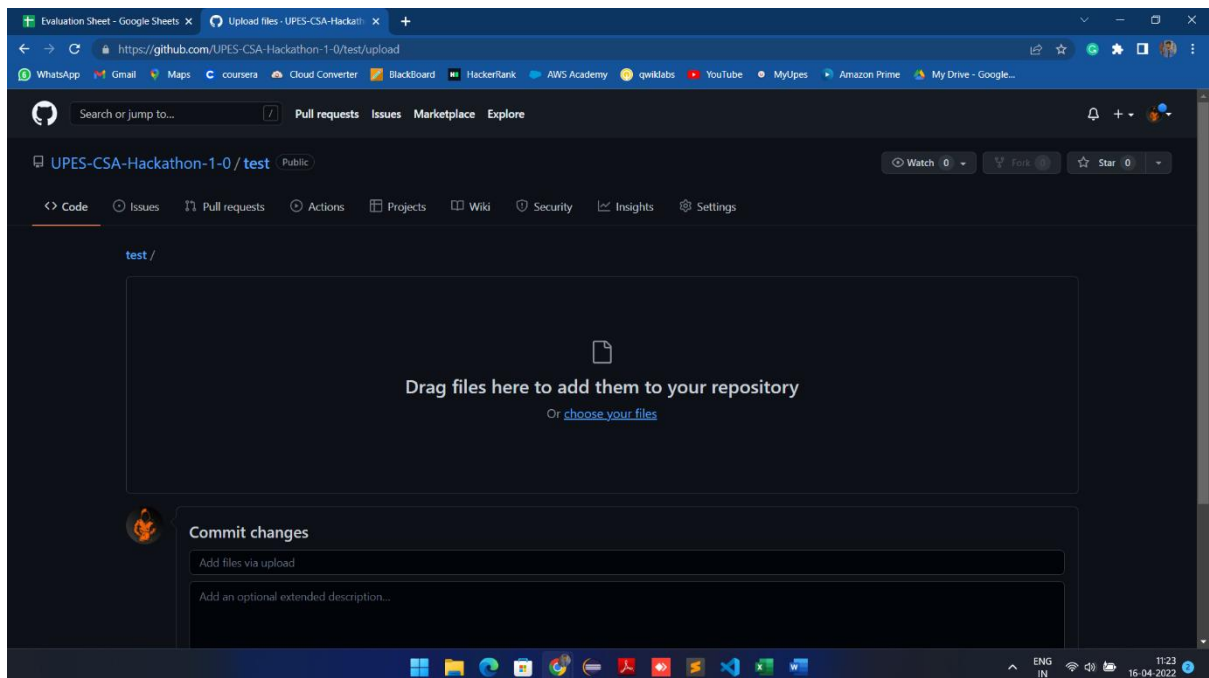 Evaluation Sheet - Google Sheets
Upload files · UPES-CSA-Hackath
https://github.com/UPES-CSA-Hackathon-1-0/test/upload
WhatsApp Gmail Maps coursera Cloud Converter BlackBoard HackerRank AWS Academy qwiklabs YouTube MyUpes Amazon Prime My Drive - Google...
Search or jump to... / Pull requests Issues Marketplace Explore
UPES-CSA-Hackathon-1-0 / test Public
Watch 0 Fork 0 Star 0
<> Code Issues Pull requests Actions Projects Wiki Security Insights Settings
test /
Drag files here to add them to your repository
Or choose your files
Commit changes
Add files via upload
Add an optional extended description...
ENG
IN
11:23
16-04-2022
2